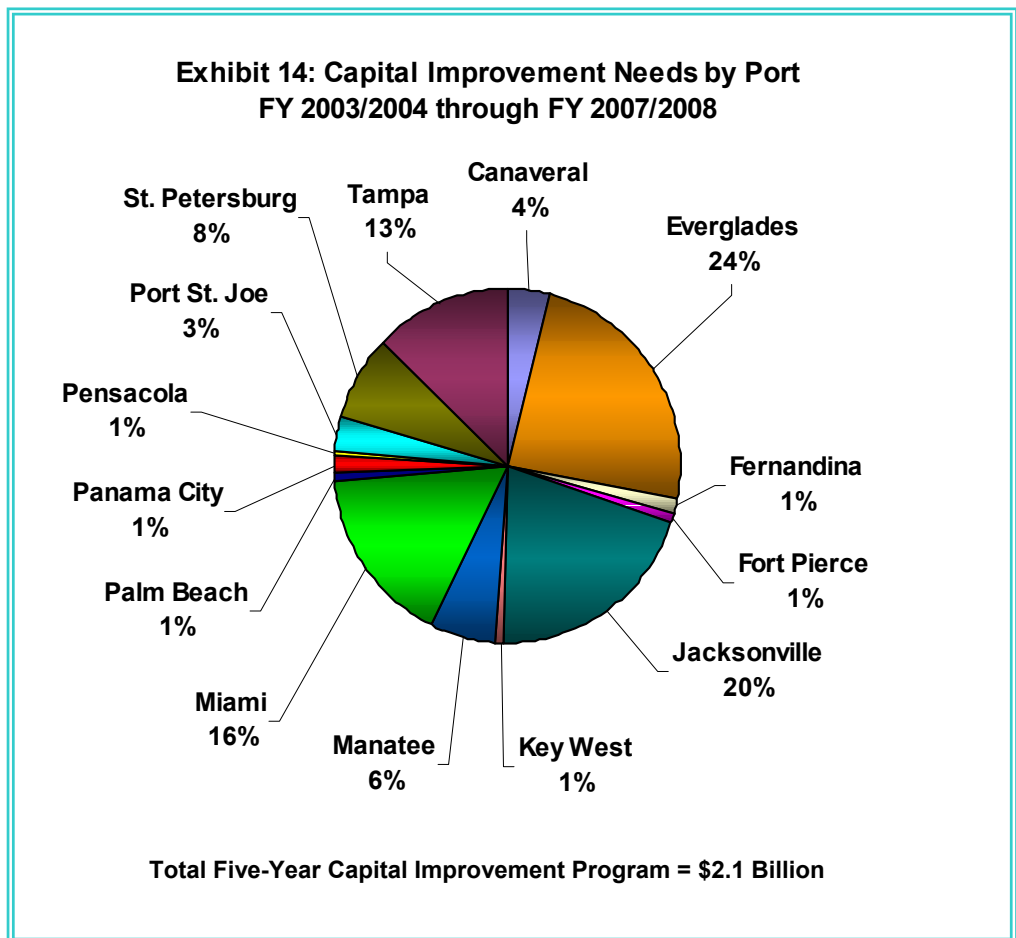 Exhibit 14: Capital Improvement Needs by Port
FY 2003/2004 through FY 2007/2008
Canaveral
4%
Everglades
24%
Fernandina
1%
Fort Pierce
1%
Jacksonville
20%
Key West
1%
Manatee
6%
Miami
16%
Palm Beach
1%
Panama City
1%
Pensacola
1%
Port St. Joe
3%
St. Petersburg
8%
Tampa
13%
Total Five-Year Capital Improvement Program = $2.1 Billion